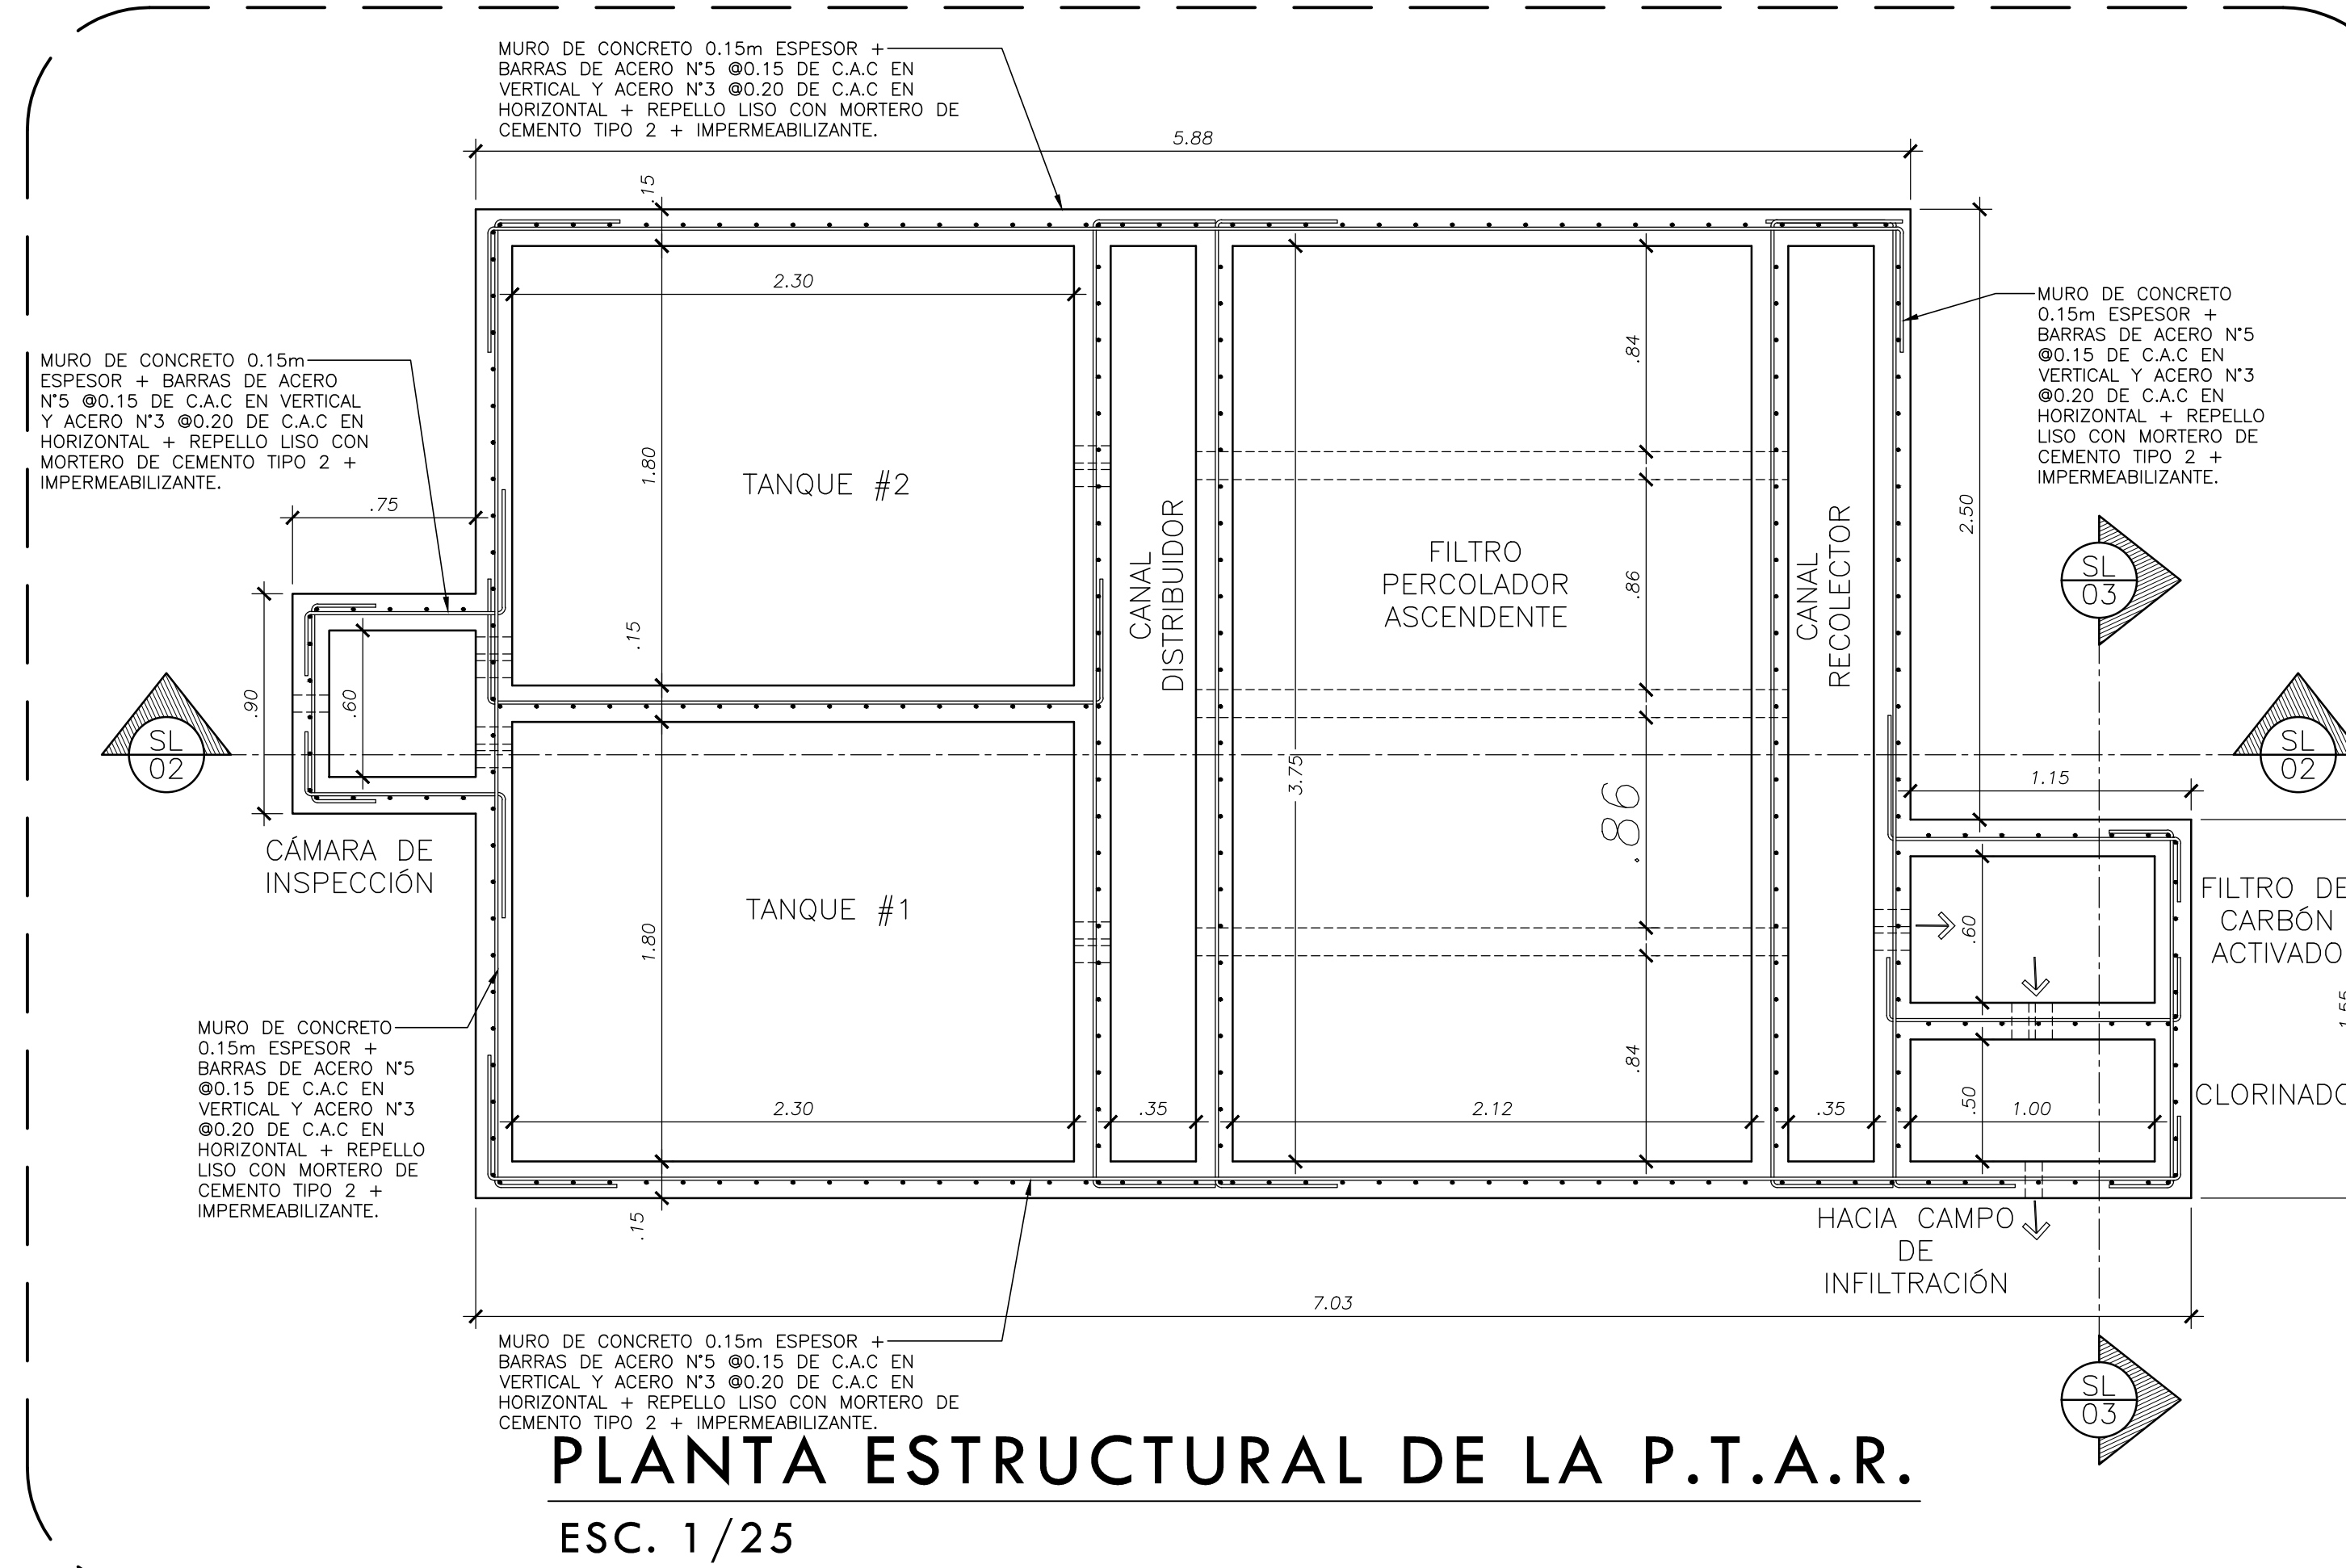 MURO DE CONCRETO 0.15m ESPESOR +
BARRAS DE ACERO N°5 @0.15 DE C.A.C EN
VERTICAL Y ACERO N°3 @0.20 DE C.A.C EN
HORIZONTAL + REPELLO LISO CON MORTERO DE
CEMENTO TIPO 2 + IMPERMEABILIZANTE.
5.88
.15
2.30
MURO DE CONCRETO
0.15m ESPESOR +
BARRAS DE ACERO N°5
@0.15 DE C.A.C EN
VERTICAL Y ACERO N°3
@0.20 DE C.A.C EN
HORIZONTAL + REPELLO
LISO CON MORTERO DE
CEMENTO TIPO 2 +
IMPERMEABILIZANTE.
MURO DE CONCRETO 0.15m
ESPESOR + BARRAS DE ACERO
N°5 @0.15 DE C.A.C EN VERTICAL
Y ACERO N°3 @0.20 DE C.A.C EN
HORIZONTAL + REPELLO LISO CON
MORTERO DE CEMENTO TIPO 2 +
IMPERMEABILIZANTE.
.75
.84
1.80
TANQUE #2
2.50
CANAL
DISTRIBUIDOR
FILTRO
PERCOLADOR
ASCENDENTE
.86
CANAL
RECOLECTOR
SL
03
.15
.90
.60
SL
02
SL
02
3.75
.86
1.15
CÁMARA DE
INSPECCIÓN
TANQUE #1
1.80
.60
FILTRO DE
CARBÓN
ACTIVADO
1.55
MURO DE CONCRETO
0.15m ESPESOR +
BARRAS DE ACERO N°5
@0.15 DE C.A.C EN
VERTICAL Y ACERO N°3
@0.20 DE C.A.C EN
HORIZONTAL + REPELLO
LISO CON MORTERO DE
CEMENTO TIPO 2 +
IMPERMEABILIZANTE.
.84
2.30
.35
2.12
.35
.50
1.00
CLORINADO
.15
HACIA CAMPO
DE
INFILTRACIÓN
7.03
MURO DE CONCRETO 0.15m ESPESOR +
BARRAS DE ACERO N°5 @0.15 DE C.A.C EN
VERTICAL Y ACERO N°3 @0.20 DE C.A.C EN
HORIZONTAL + REPELLO LISO CON MORTERO DE
CEMENTO TIPO 2 + IMPERMEABILIZANTE.
SL
03
PLANTA ESTRUCTURAL DE LA P.T.A.R.
ESC. 1/25